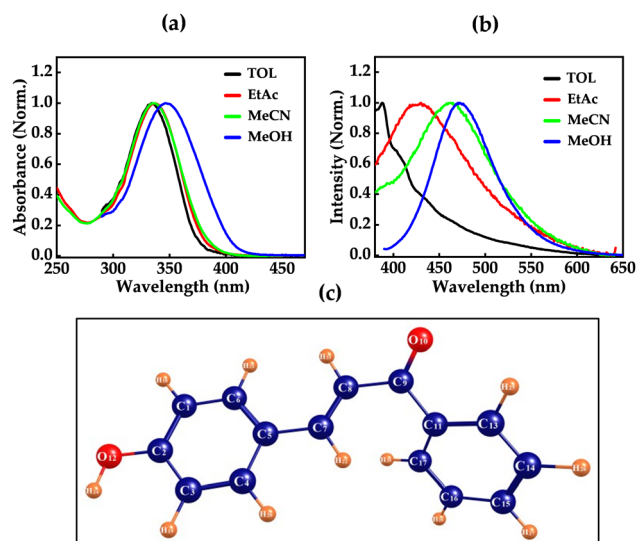 (a)
(b)
Absorbance (Norm.)
1.2
1.0
0.8
0.6
0.4
0.2
0.0
TOL
EtAc
MeCN
MeOH
250 300 350 400 450
Wavelength (nm)
Intensity (Norm.)
1.2
1.0
0.8
0.6
0.4
0.2
0.0
TOL
EtAc
MeCN
MeOH
400 450 500 550 600 650
Wavelength (nm)
(c)
O10
C8
C9
C1
C6
C7
C5
C11
C13
O12
C2
C17
C14
C3
C4
C16
C15